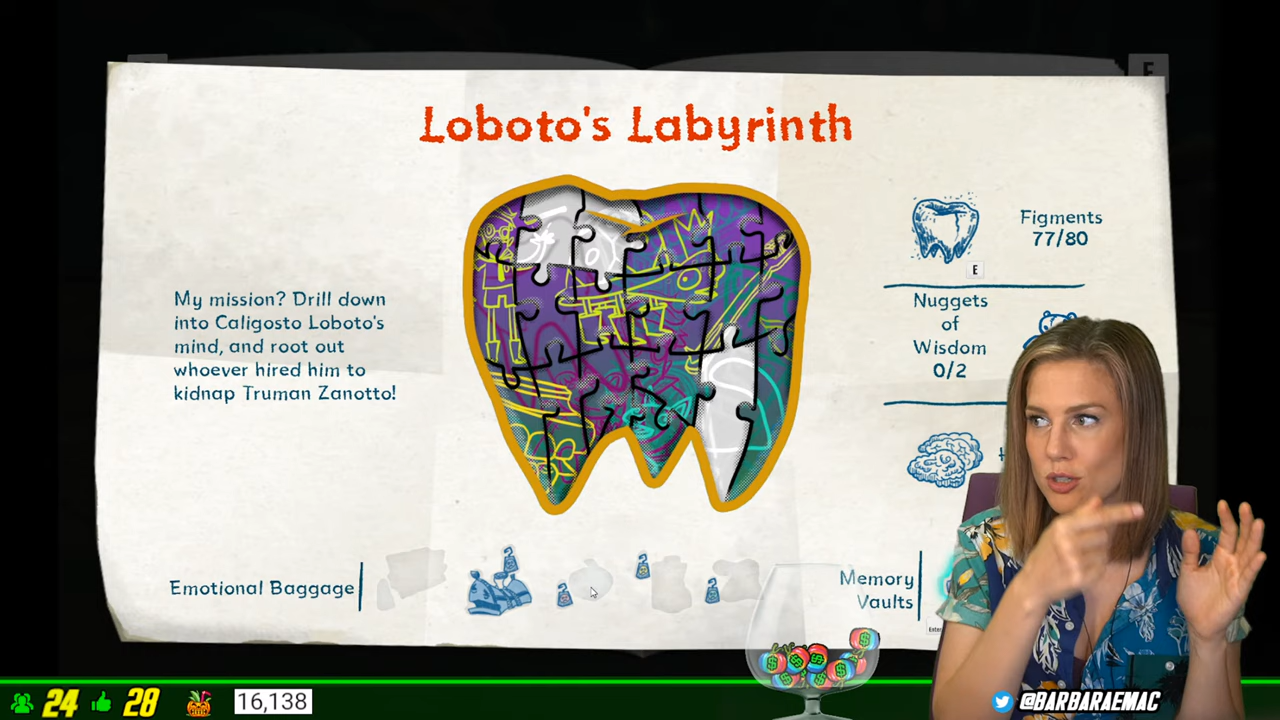 E
Loboto's Labyrinth
Figments
77/80
E
My mission? Drill down
into Caligosto Loboto's
mind, and root out
whoever hired him to
kidnap Truman Zanotto!
Nuggets
of
Wisdom
0/2
Emotional Baggage
Memory
Vaults
24 28 16,138
@BARBARAEMAC